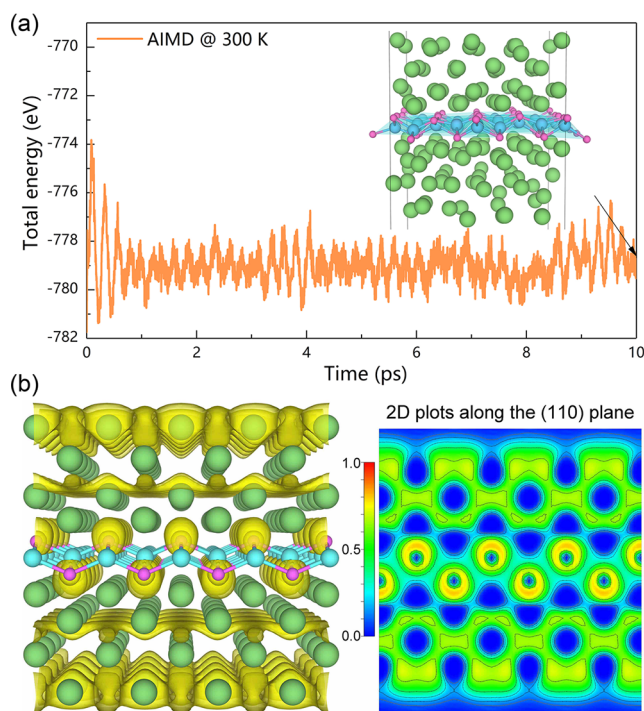 (a)
AIMD @ 300 K
Total energy (eV)
-770
-772
-774
-776
-778
-780
-782
0
2
4
6
8
10
Time (ps)
(b)
2D plots along the (110) plane
1.0
0.5
0.0